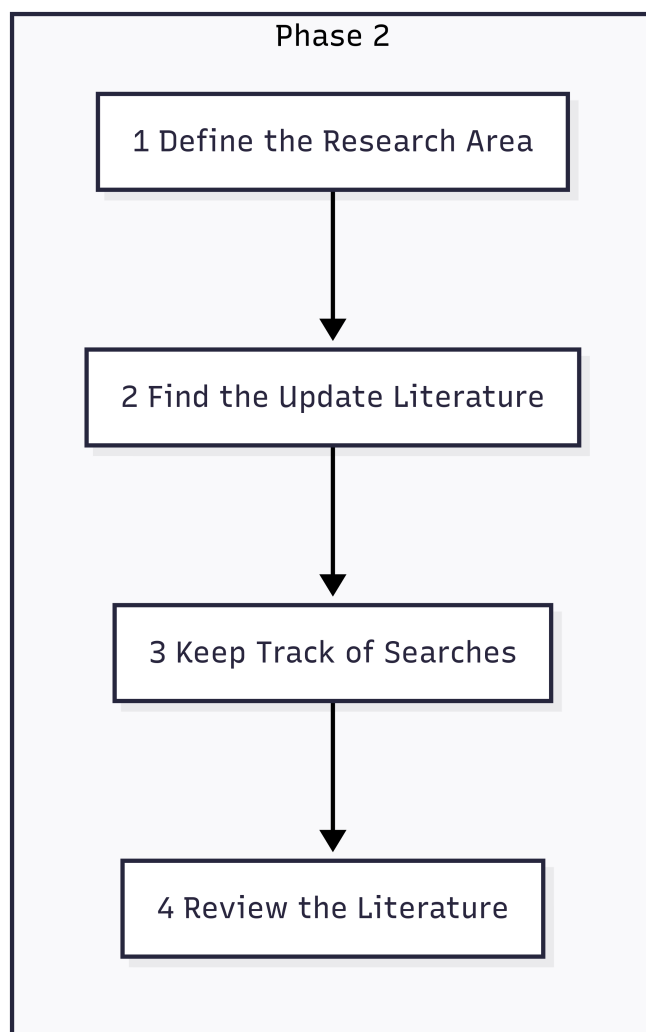 Phase 2
1 Define the Research Area
2 Find the Update Literature
3 Keep Track of Searches
4 Review the Literature